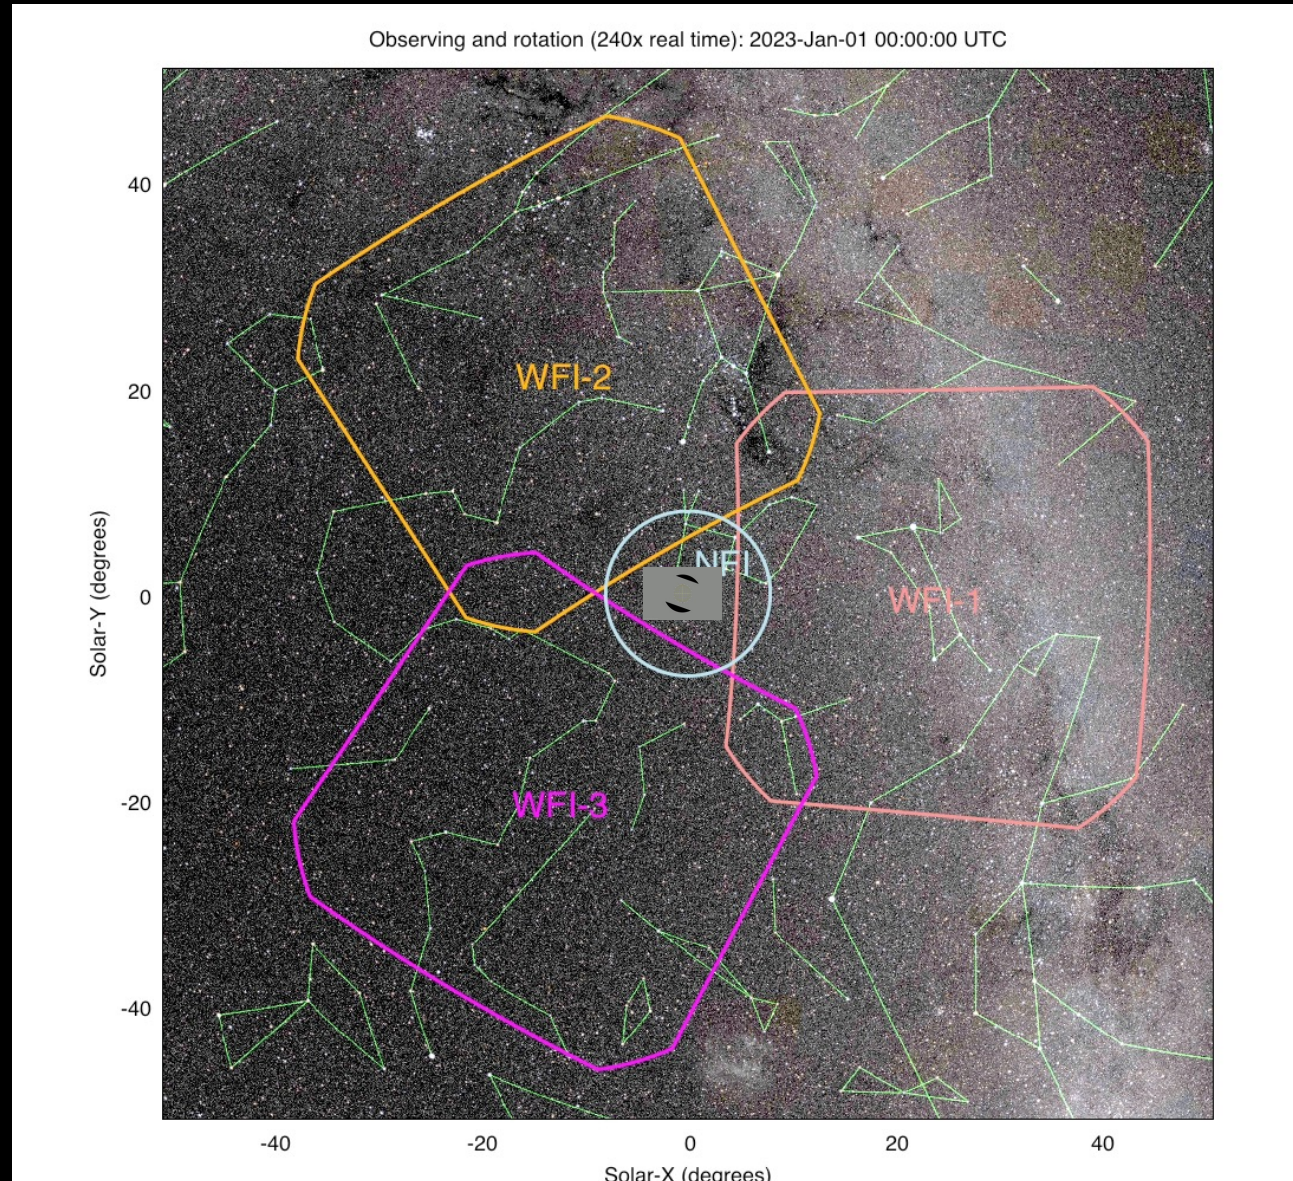 Observing and rotation (240x real time): 2023-Jan-01 00:00:00 UTC
40
20
0
-20
-40
Solar-Y (degrees)
WFI-2
NFI
WFI-1
WFI-3
-40
-20
0
20
40
Solar-X (degrees)